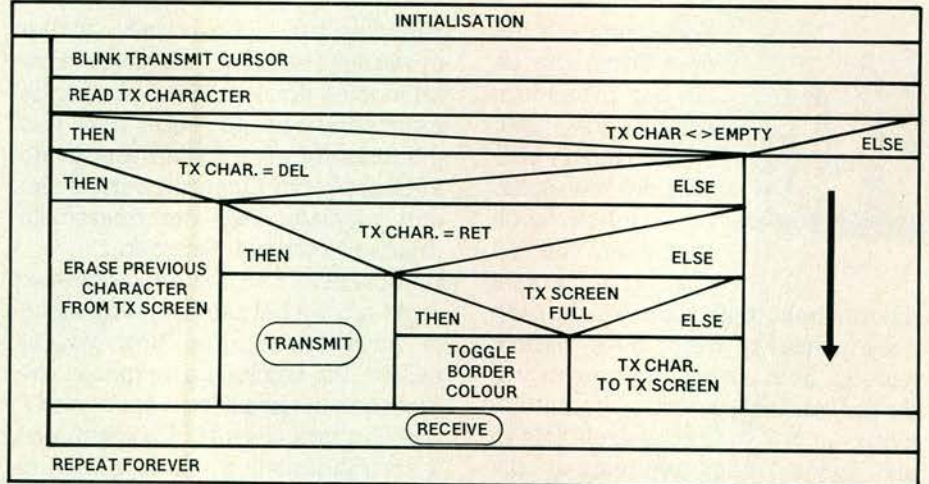 INITIALISATION
BLINK TRANSMIT CURSOR
READ TX CHARACTER
THEN
TX CHAR <>EMPTY
ELSE
THEN
TX CHAR. = DEL
ELSE
TX CHAR. = RET
THEN
ELSE
ERASE PREVIOUS
CHARACTER
FROM TX SCREEN
TX SCREEN
FULL
THEN
ELSE
TRANSMIT
TOGGLE
BORDER
COLOUR
TX CHAR.
TO TX SCREEN
RECEIVE
REPEAT FOREVER